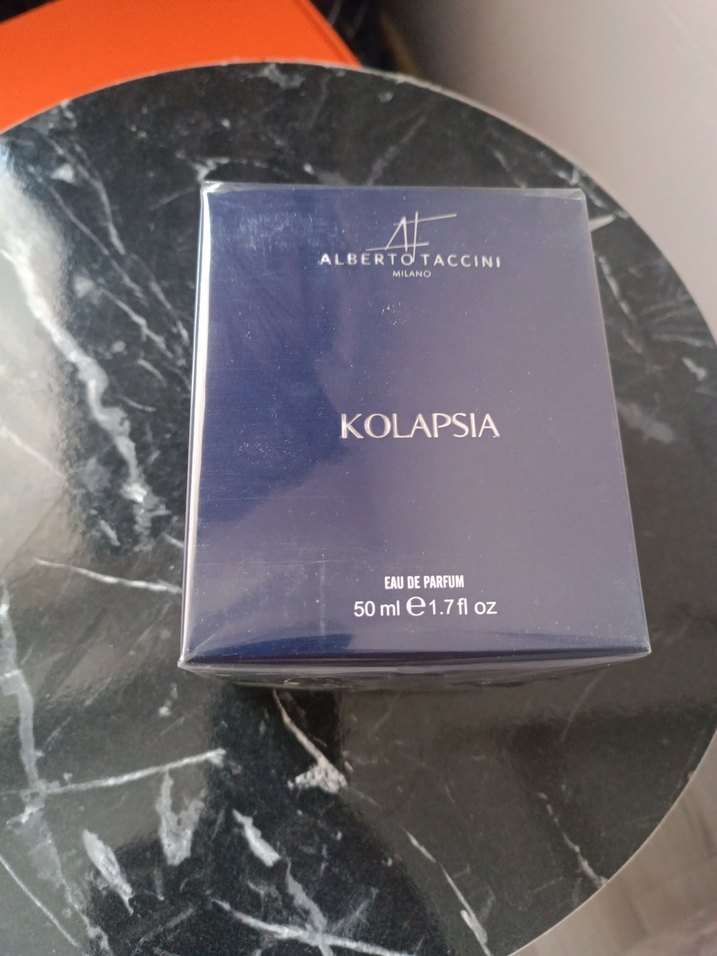 AT
ALBERTO TACCINI
MILANO
KOLAPSIA
EAU DE PARFUM
50 ml ℮ 1.7 fl oz